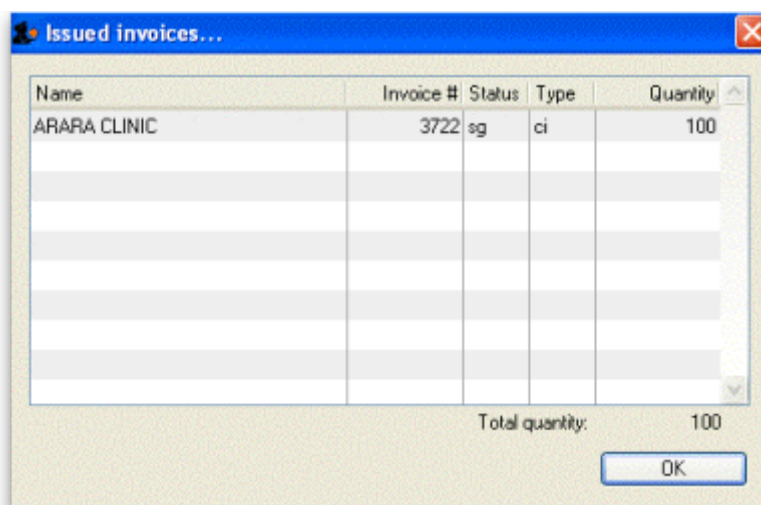 Issued invoices...
Name Invoice # Status Type Quantity
ARARA CLINIC 3722 sg ci 100
Total quantity: 100
OK